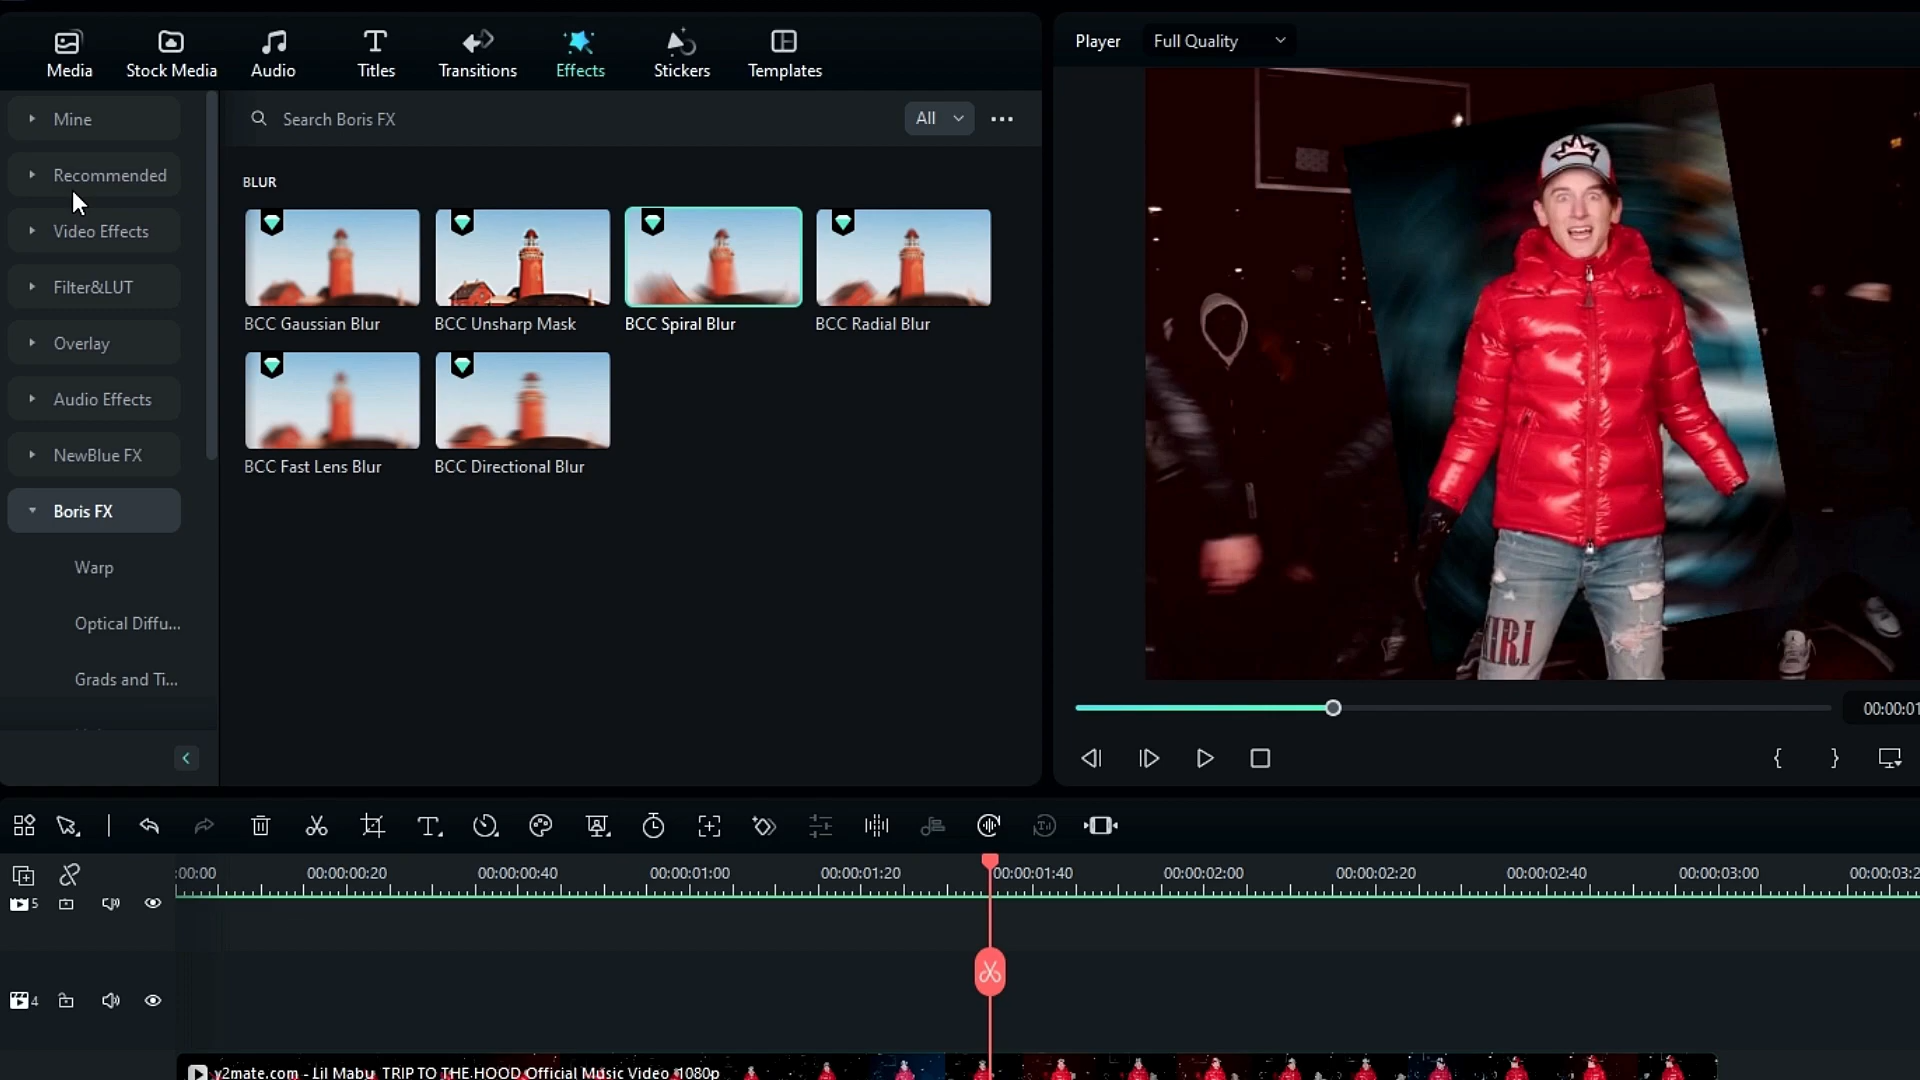 Media
Stock Media
Audio
Titles
Transitions
Effects
Stickers
Templates
Player
Full Quality
Mine
Recommended
Video Effects
Filter&LUT
Overlay
Audio Effects
NewBlue FX
Boris FX
Warp
Optical Diffu...
Grads and Ti...
Search Boris FX
All
BLUR
BCC Gaussian Blur
BCC Unsharp Mask
BCC Spiral Blur
BCC Radial Blur
BCC Fast Lens Blur
BCC Directional Blur
IRI
00:00:01
:00:00
00:00:00:20
00:00:00:40
00:00:01:00
00:00:01:20
00:00:01:40
00:00:02:00
00:00:02:20
00:00:02:40
00:00:03:00
00:00:03:2
5
4
y2mate.com - Lil Mabu TRIP TO THE HOOD Official Music Video 1080p